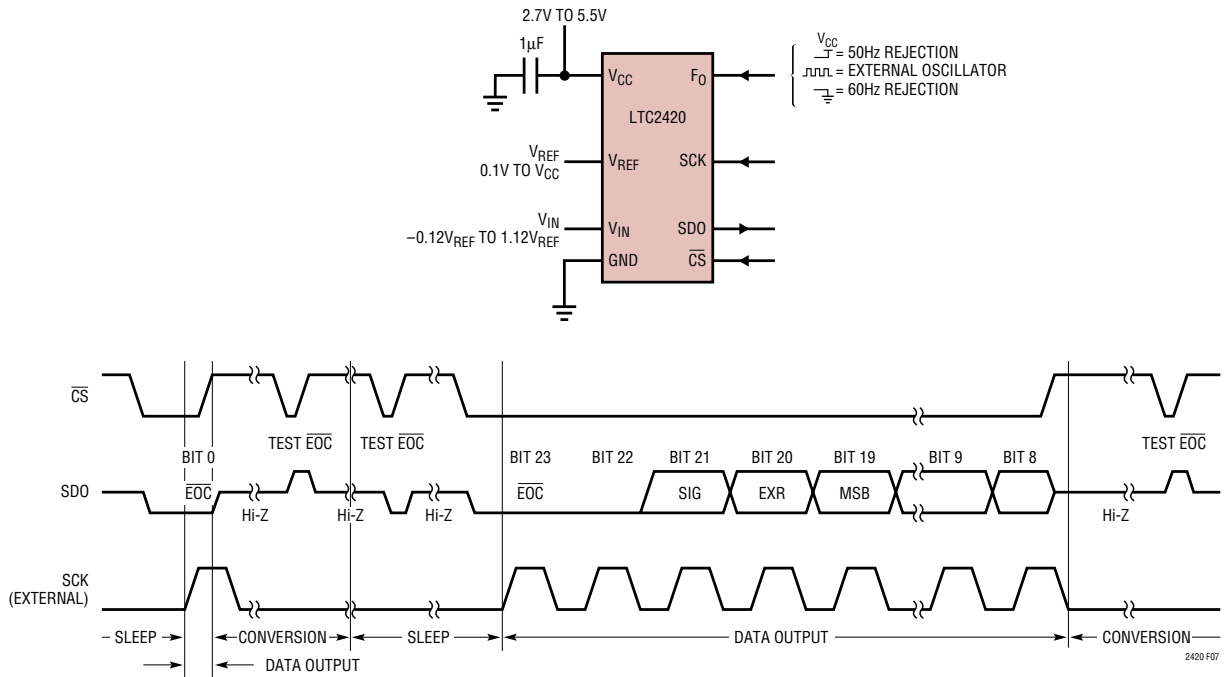 2.7V TO 5.5V
1µF
VCC
FO
LTC2420
VREF
0.1V TO VCC
VREF
SCK
VIN
−0.12VREF TO 1.12VREF
VIN
SDO
GND
CS
VCC
= 50Hz REJECTION
= EXTERNAL OSCILLATOR
= 60Hz REJECTION
CS
TEST EOC
TEST EOC
TEST EOC
BIT 0
BIT 23
BIT 22
BIT 21
BIT 20
BIT 19
BIT 9
BIT 8
SDO
EOC
Hi-Z
Hi-Z
Hi-Z
EOC
SIG
EXR
MSB
Hi-Z
SCK
(EXTERNAL)
SLEEP
CONVERSION
SLEEP
DATA OUTPUT
CONVERSION
DATA OUTPUT
2420 F07